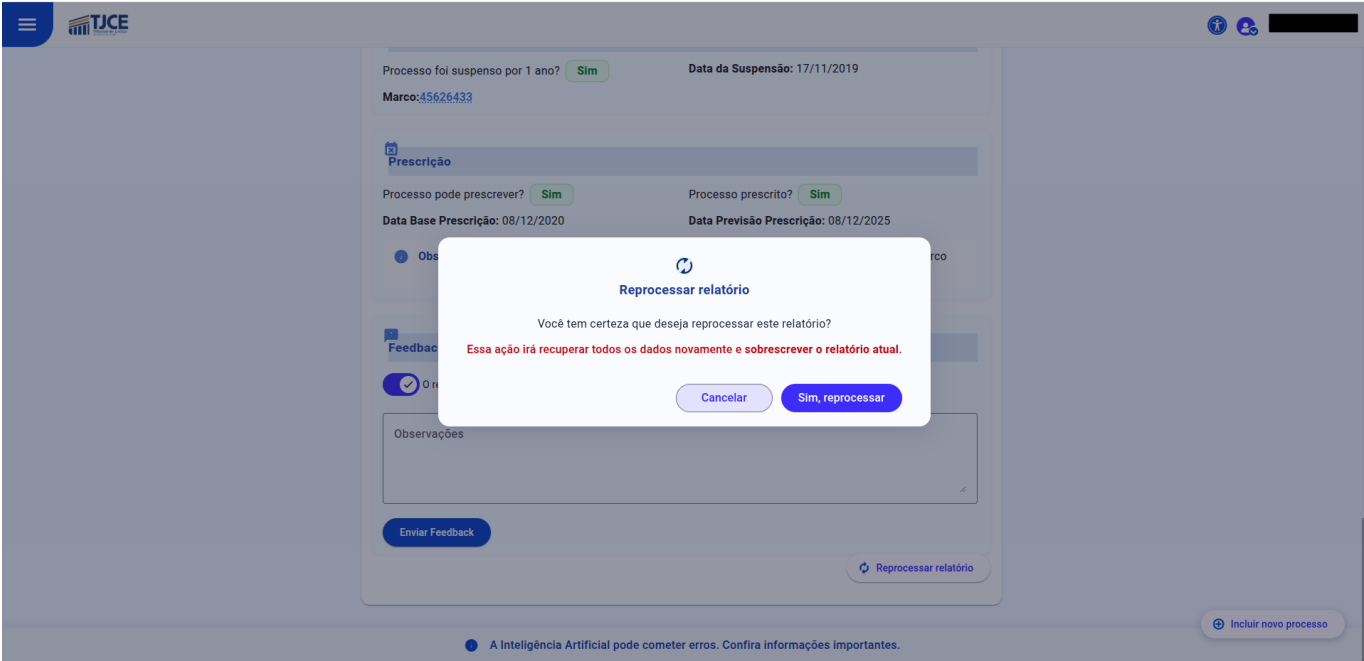 TJCE
Processo foi suspenso por 1 ano? Sim
Data da Suspensão: 17/11/2019
Marco:45626433
Prescrição
Processo pode prescrever? Sim
Processo prescrito? Sim
Data Base Prescrição: 08/12/2020
Data Previsão Prescrição: 08/12/2025
Obs
rco
Reprocessar relatório
Você tem certeza que deseja reprocessar este relatório?
Essa ação irá recuperar todos os dados novamente e sobrescrever o relatório atual.
Cancelar
Sim, reprocessar
Feedbac
O r
Observações
Enviar Feedback
Reprocessar relatório
Incluir novo processo
A Inteligência Artificial pode cometer erros. Confira informações importantes.